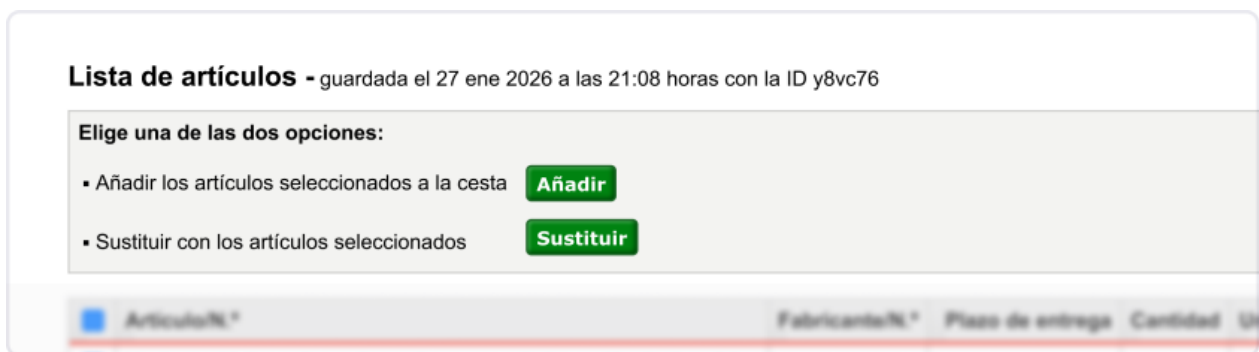 Lista de artículos - guardada el 27 ene 2026 a las 21:08 horas con la ID y8vc76
Elige una de las dos opciones:
▪ Añadir los artículos seleccionados a la cesta Añadir
▪ Sustituir con los artículos seleccionados Sustituir
Artículo/N.° Fabricante/N.° Plazo de entrega Cantidad